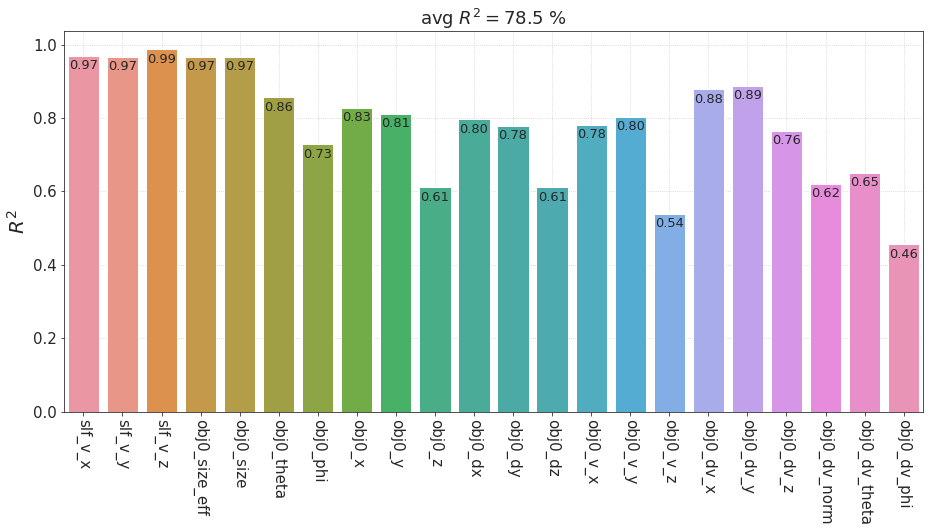 avg R² = 78.5 %
R²
1.0
0.8
0.6
0.4
0.2
0.0
0.97
0.97
0.99
0.97
0.97
0.86
0.73
0.83
0.81
0.61
0.80
0.78
0.61
0.78
0.80
0.54
0.88
0.89
0.76
0.62
0.65
0.46
slf_v_x
slf_v_y
slf_v_z
obj0_size_eff
obj0_size
obj0_theta
obj0_phi
obj0_x
obj0_y
obj0_z
obj0_dx
obj0_dy
obj0_dz
obj0_v_x
obj0_v_y
obj0_v_z
obj0_dv_x
obj0_dv_y
obj0_dv_z
obj0_dv_norm
obj0_dv_theta
obj0_dv_phi